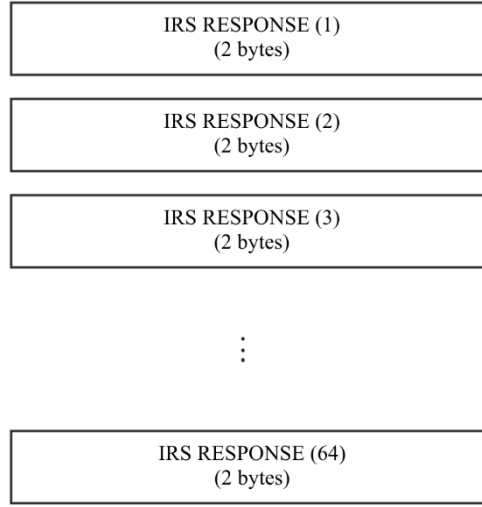 IRS RESPONSE (1)
(2 bytes)
IRS RESPONSE (2)
(2 bytes)
IRS RESPONSE (3)
(2 bytes)
⋮
IRS RESPONSE (64)
(2 bytes)